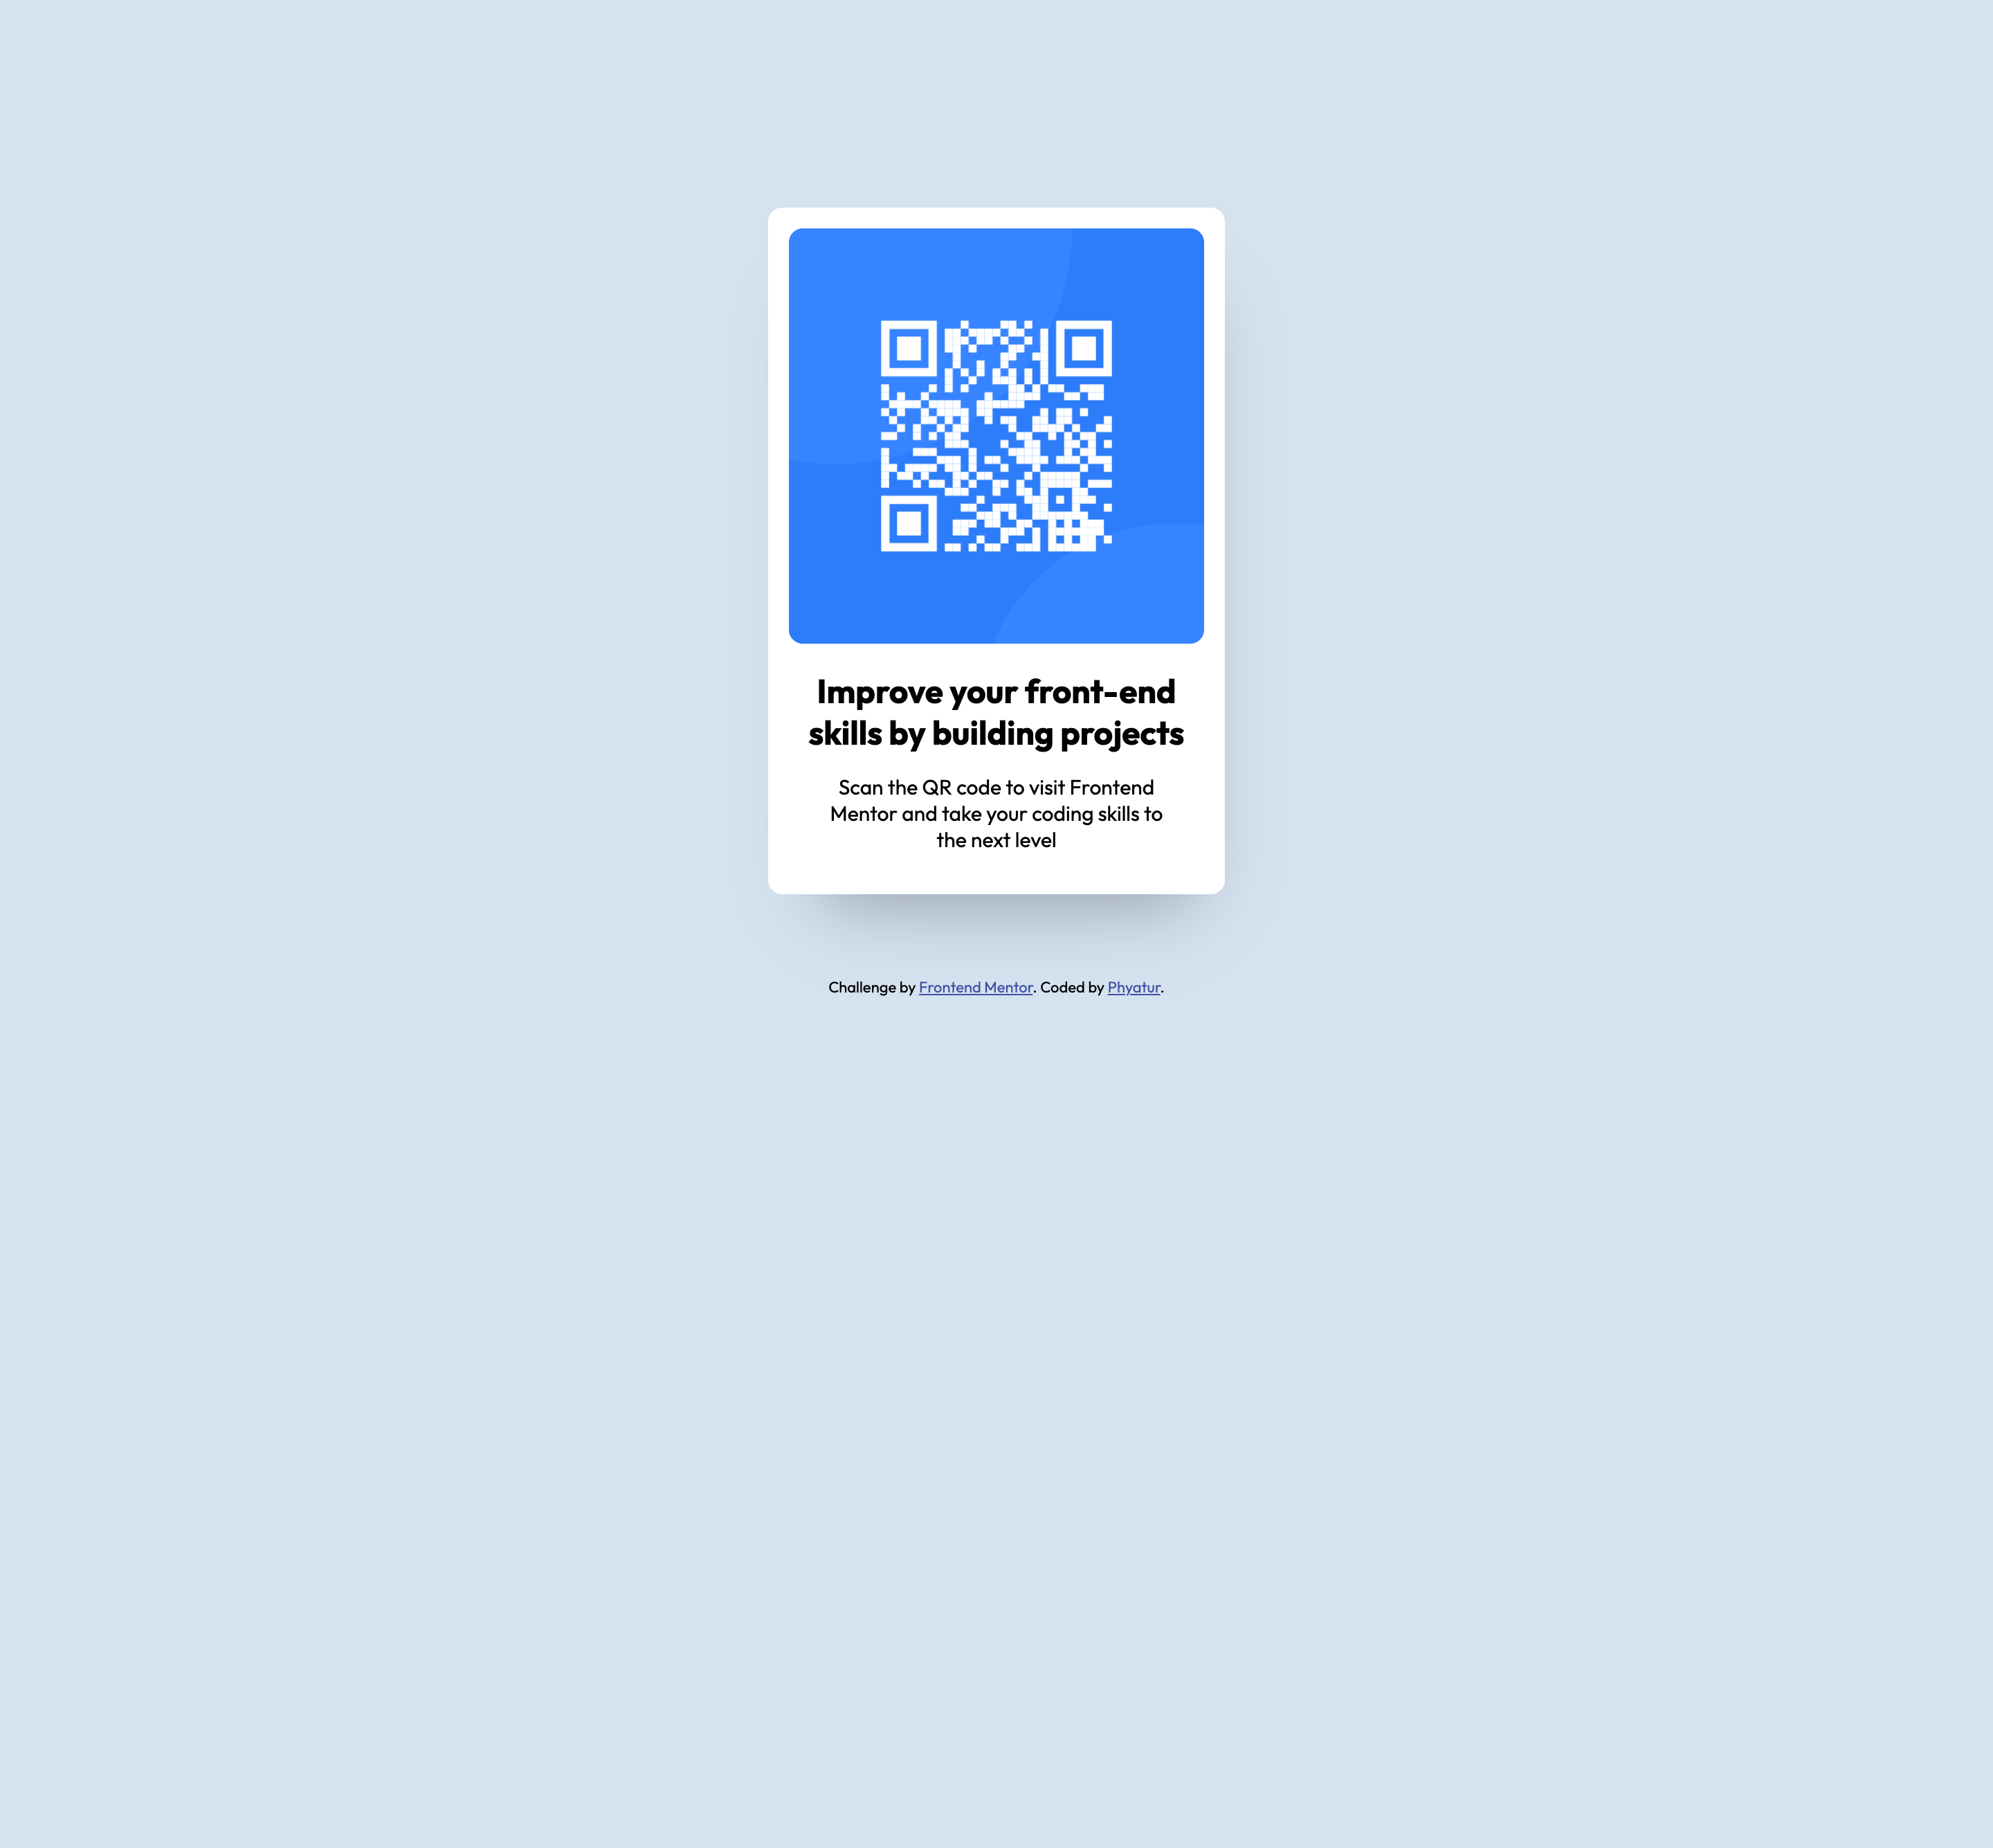 Improve your front-end
skills by building projects
Scan the QR code to visit Frontend
Mentor and take your coding skills to
the next level
Challenge by Frontend Mentor. Coded by Phyatur.